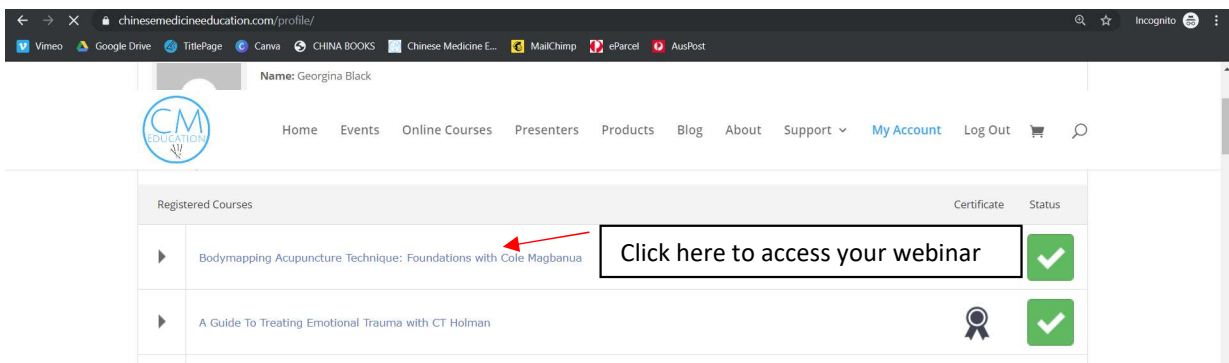 chinesemedicineeducation.com/profile/
Incognito
Vimeo Google Drive TitlePage Canva CHINA BOOKS Chinese Medicine E... MailChimp eParcel AusPost
Name: Georgina Black
CM
EDUCATION
Home Events Online Courses Presenters Products Blog About Support My Account Log Out
Registered Courses Certificate Status
Bodymapping Acupuncture Technique: Foundations with Cole Magbanua
Click here to access your webinar
A Guide To Treating Emotional Trauma with CT Holman